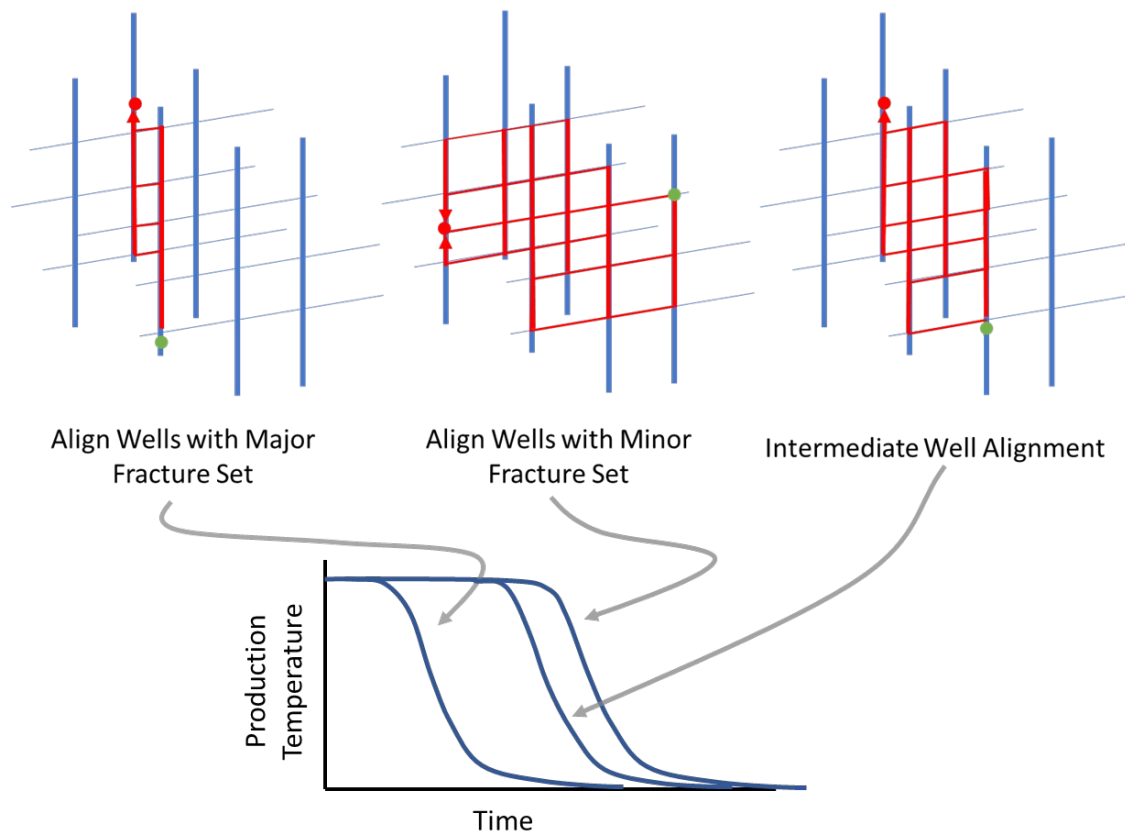 Align Wells with Major
Fracture Set
Align Wells with Minor
Fracture Set
Intermediate Well Alignment
Production
Temperature
Time